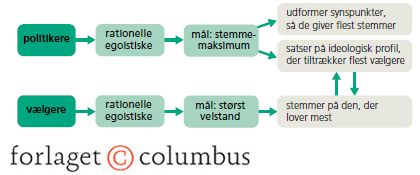 politikere
rationelle
egoistiske
mål: stemme-
maksimum
udformer synspunkter,
så de giver flest stemmer
satser på ideologisk profil,
der tiltrækker flest vælgere
vælgere
rationelle
egoistiske
mål: størst
velstand
stemmer på den, der
lover mest
forlaget © columbus